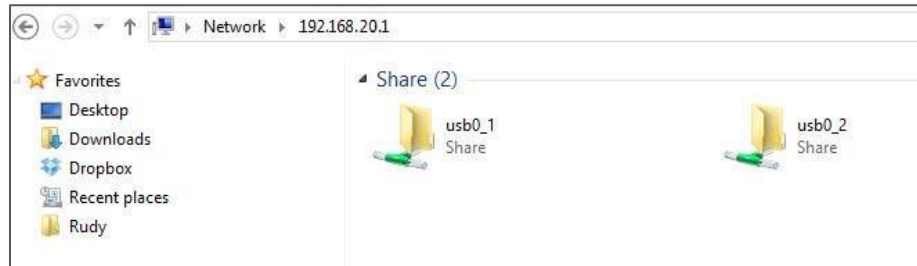 Network 192.168.20.1
Favorites
Desktop
Downloads
Dropbox
Recent places
Rudy
Share (2)
usb0_1
Share
usb0_2
Share